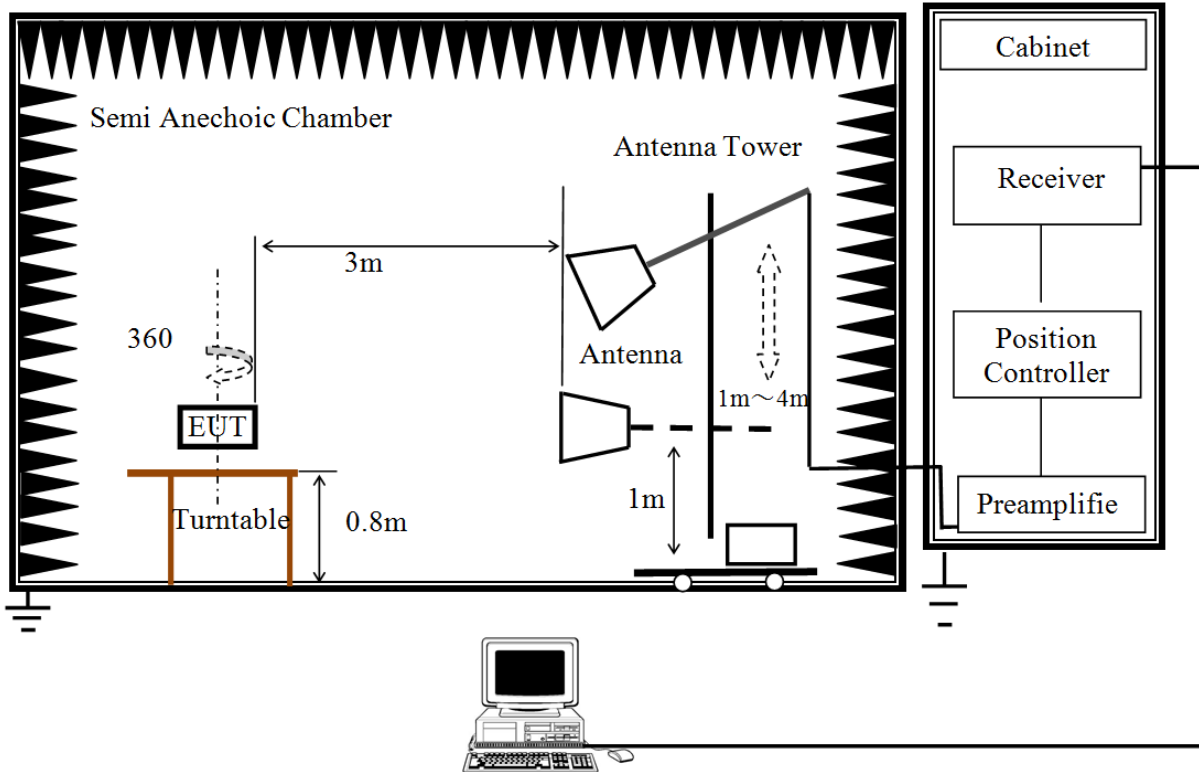 Cabinet
Semi Anechoic Chamber
Antenna Tower
Receiver
3m
360
Antenna
Position
Controller
1m～4m
EUT
1m
Turntable
0.8m
Preamplifie